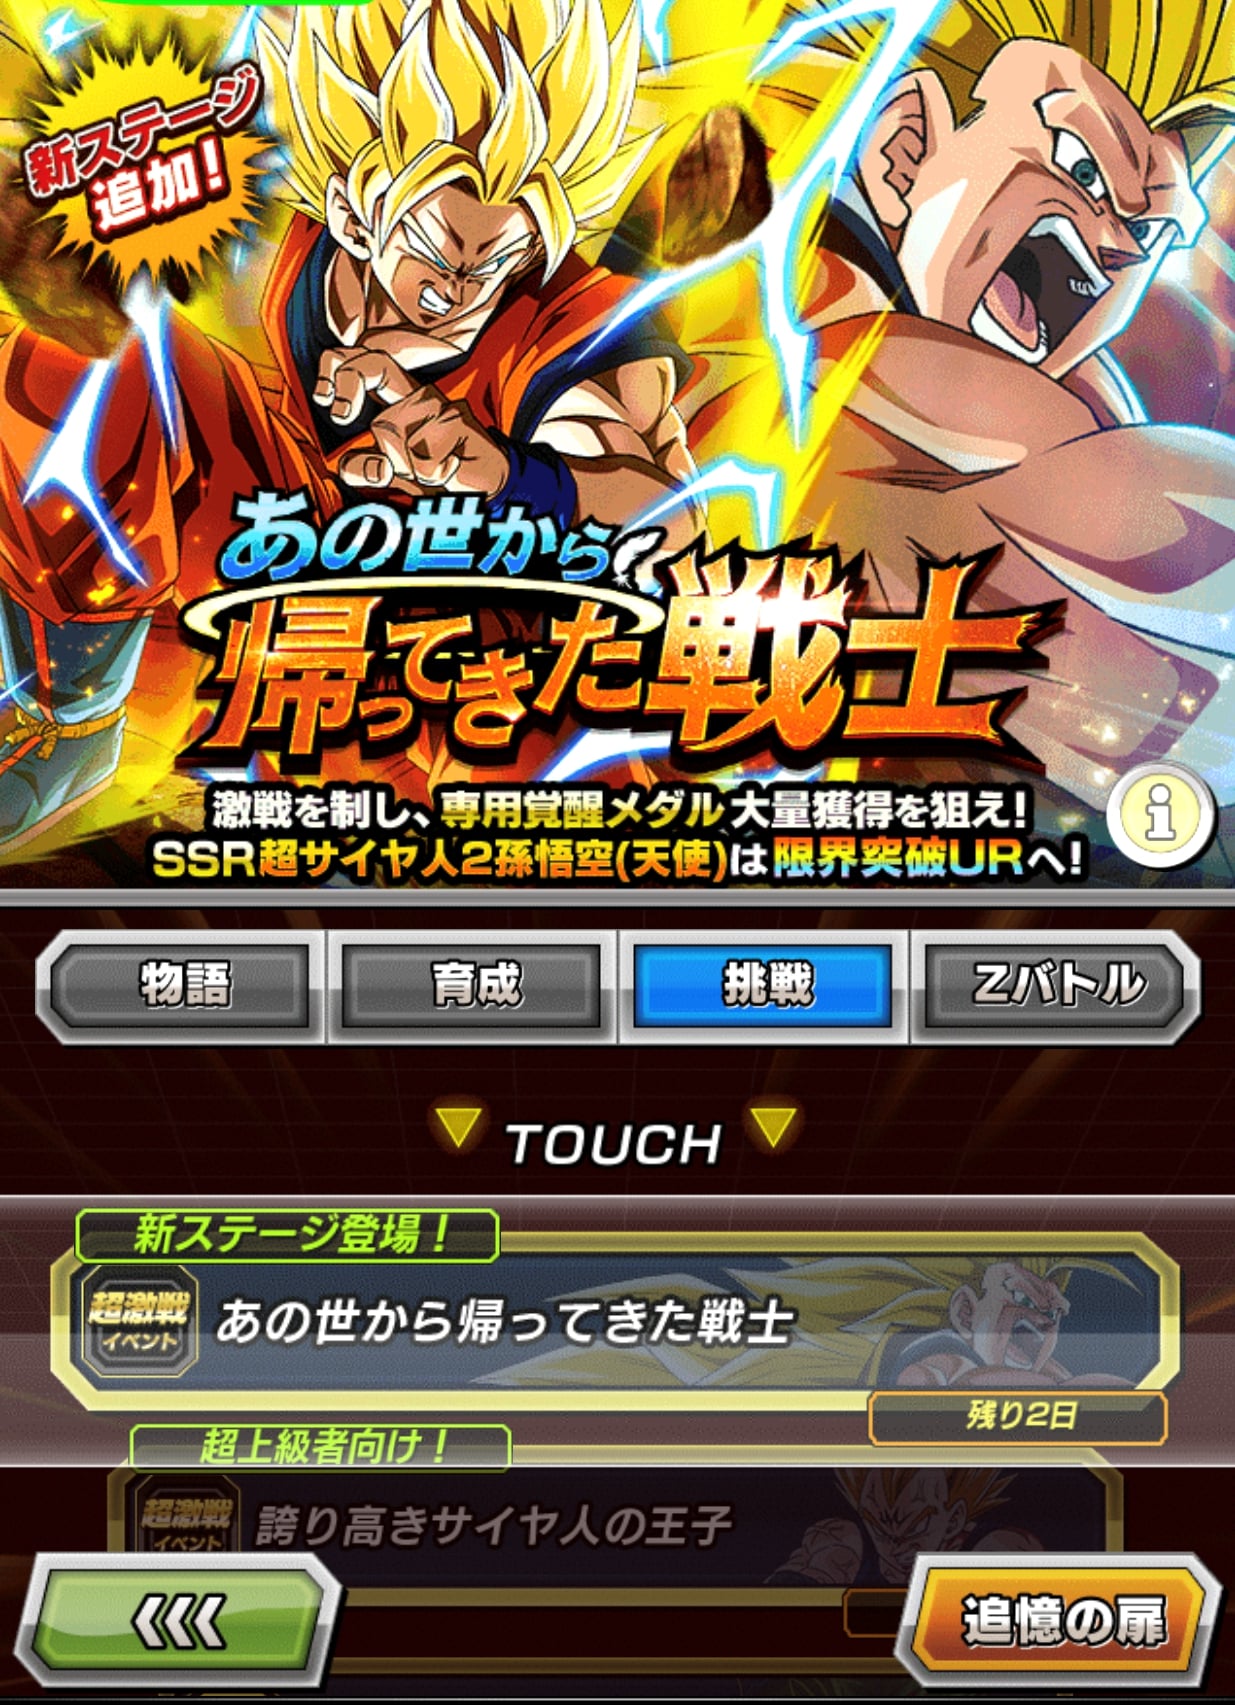 新ステージ
追加!
あの世から
帰ってきた戦士
激戦を制し、専用覚醒メダル大量獲得を狙え!
SSR超サイヤ人2孫悟空(天使)は限界突破URへ!
i
物語
育成
挑戦
Zバトル
TOUCH
新ステージ登場!
超激戦
イベント
あの世から帰ってきた戦士
残り2日
超上級者向け!
超激戦
イベント
誇り高きサイヤ人の王子
追憶の扉